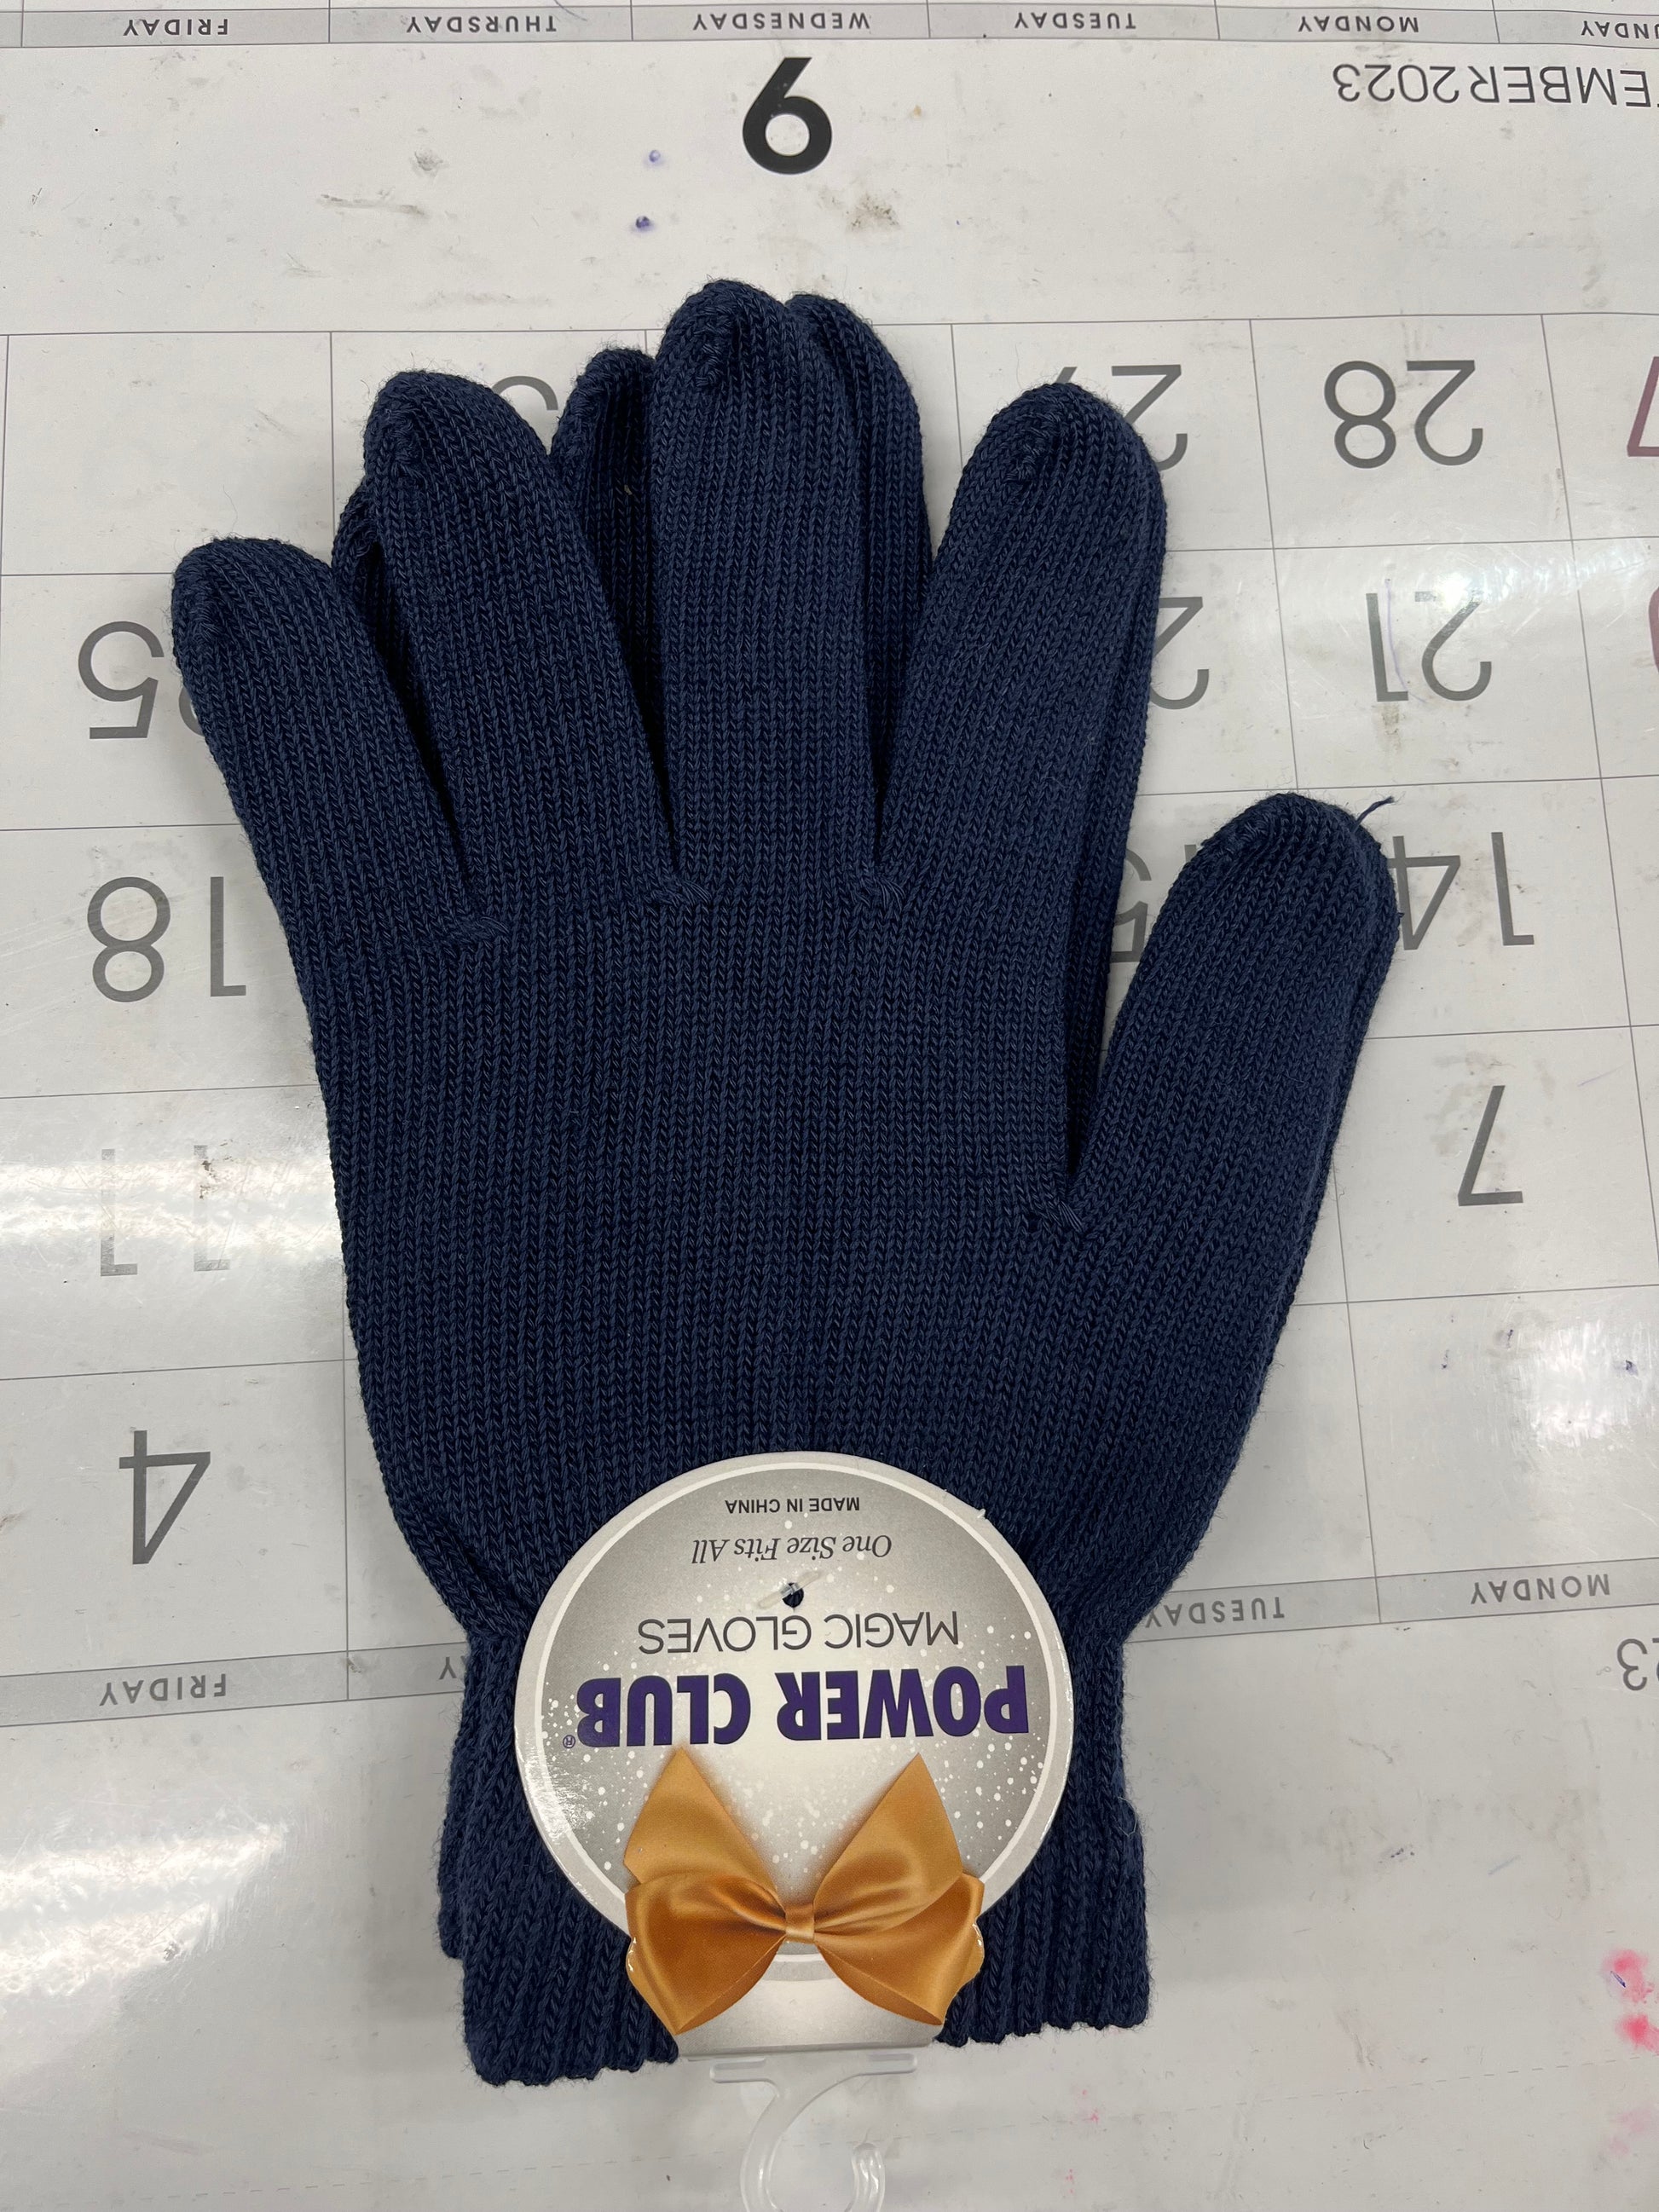 POWER CLUB®
MAGIC GLOVES
One Size Fits All
MADE IN CHINA
MONDAY TUESDAY FRIDAY
4
7 11
14 18
21 25
28
EMBER 2023
9
MONDAY TUESDAY WEDNESDAY THURSDAY FRIDAY